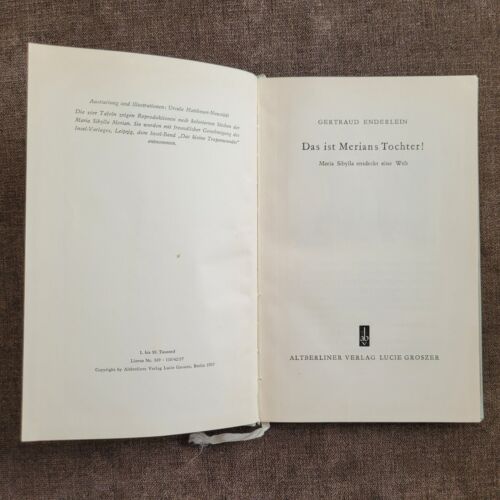 Ausstattung und Illustrationen: Ursula Mattheuer-Neustädt
Die vier Tafeln zeigen Reproduktionen nach kolorierten Stichen der
Maria Sibylla Merian. Sie wurden mit freundlicher Genehmigung des
Insel-Verlages, Leipzig, dem Insel-Band „Das kleine Tropenwunder“
entnommen.
1. bis 10. Tausend
Lizenz Nr. 349
Copyright by Altberliner Verlag Lucie Groszer, Berlin 1957
GERTRAUD ENDERLEIN
Das ist Merians Tochter!
Maria Sibylla entdeckt eine Welt
ALTBERLINER VERLAG LUCIE GROSZER